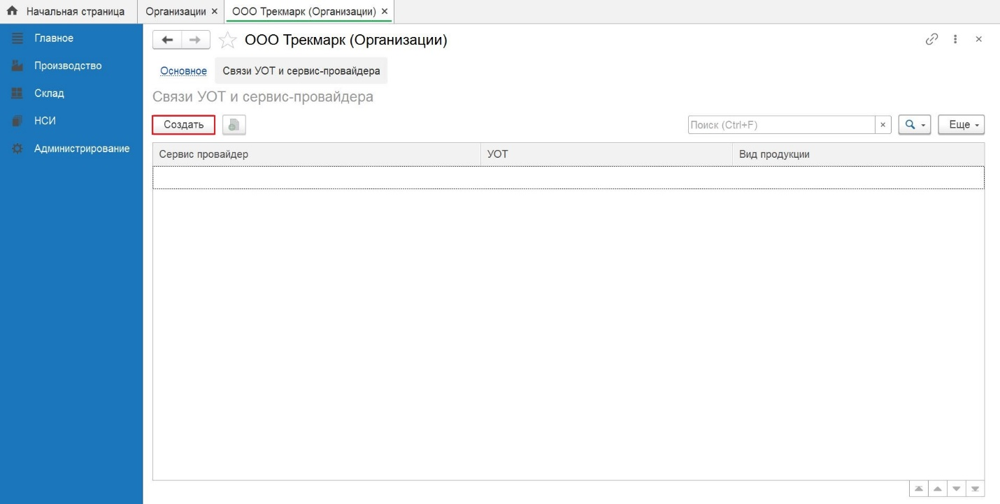 Начальная страница
Организации ×
ООО Трекмарк (Организации) ×
Главное
Производство
Склад
НСИ
Администрирование
ООО Трекмарк (Организации)
Основное
Связи УОТ и сервис-провайдера
Связи УОТ и сервис-провайдера
Создать
Поиск (Ctrl+F)
×
Еще
Сервис провайдер
УОТ
Вид продукции